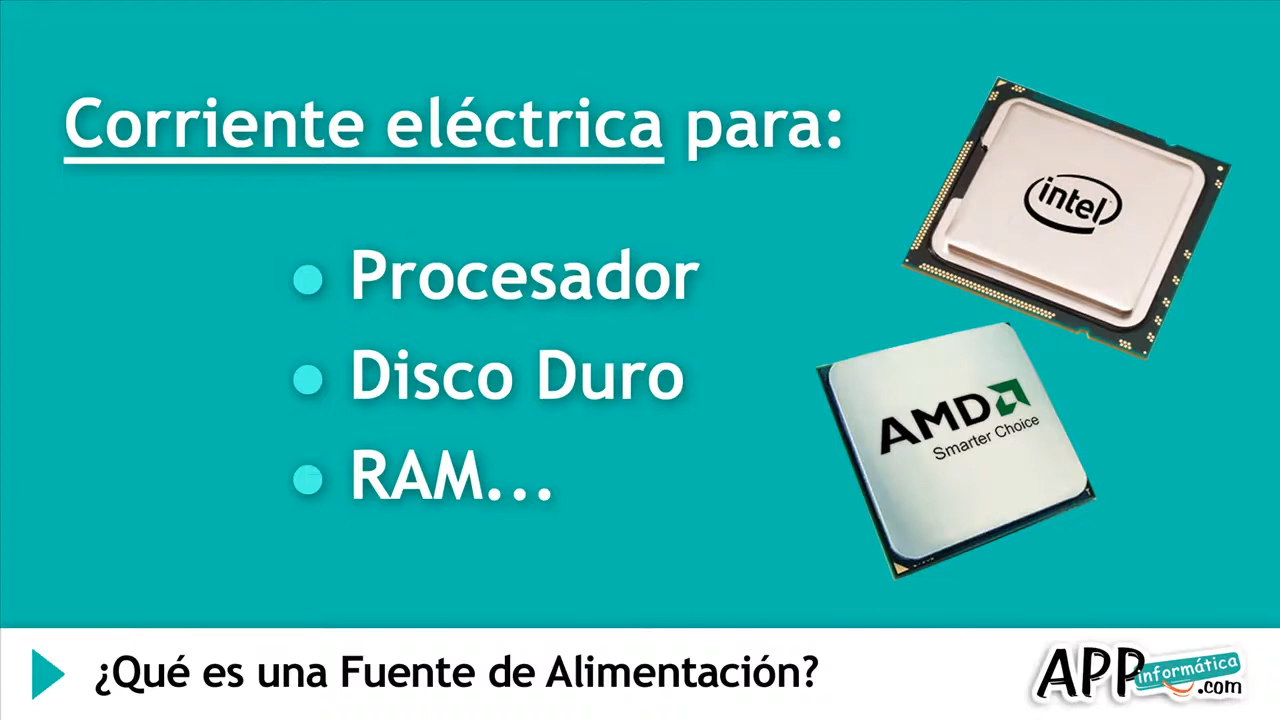 Corriente eléctrica para:
• Procesador
• Disco Duro
• RAM...
intel
AMD
Smarter Choice
¿Qué es una Fuente de Alimentación?
APP informática .com